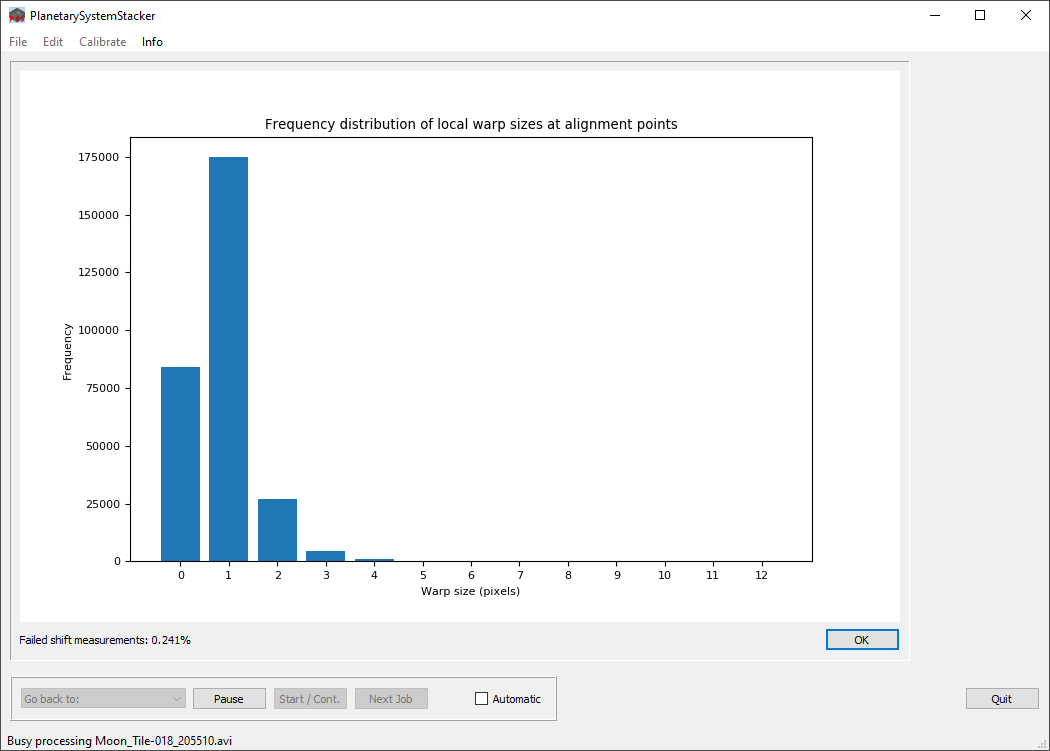 PlanetarySystemStacker
File Edit Calibrate Info
Frequency distribution of local warp sizes at alignment points
175000
150000
125000
100000
75000
50000
25000
0
Frequency
0 1 2 3 4 5 6 7 8 9 10 11 12
Warp size (pixels)
Failed shift measurements: 0.241%
OK
Go back to: Pause Start / Cont. Next Job Automatic Quit
Busy processing Moon_Tile-018_205510.avi